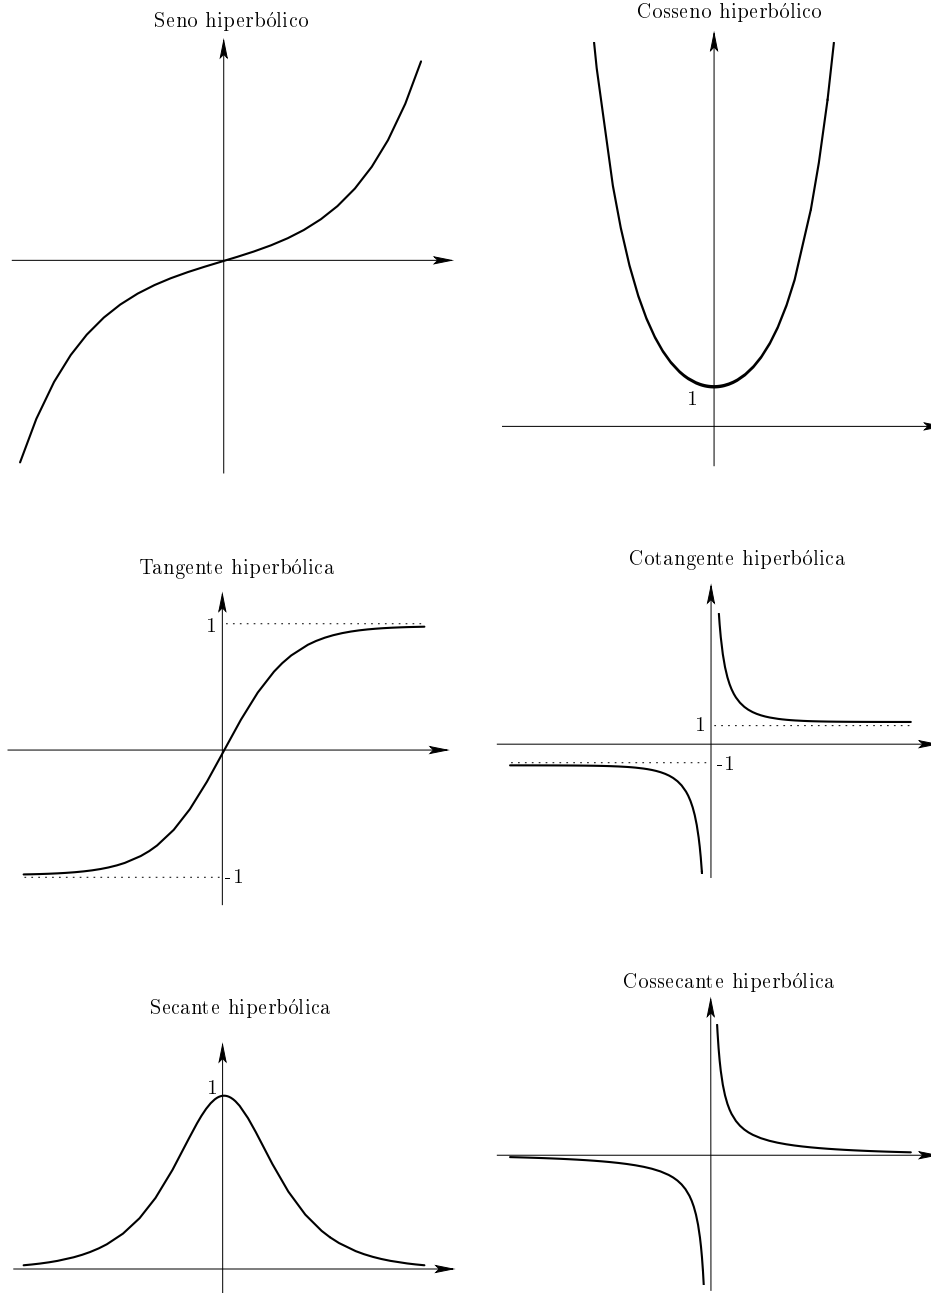 Seno hiperbólico
Cosseno hiperbólico
1
Tangente hiperbólica
1
-1
Cotangente hiperbólica
1
-1
Secante hiperbólica
1
Cossecante hiperbólica